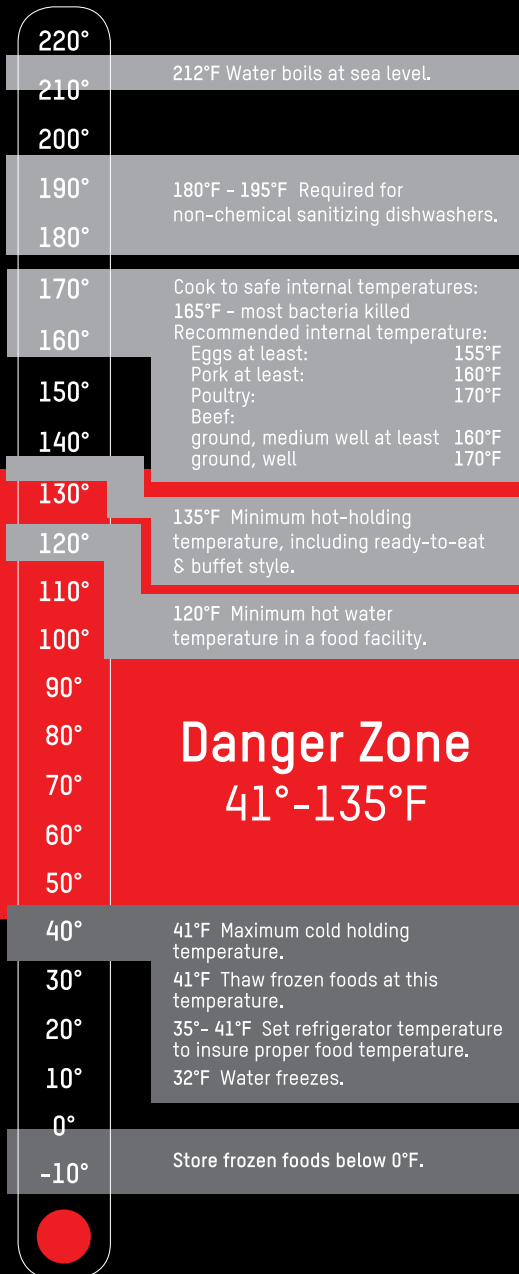 220°
210°
200°
190°
180°
170°
160°
150°
140°
130°
120°
110°
100°
90°
80°
70°
60°
50°
40°
30°
20°
10°
0°
-10°
212°F Water boils at sea level.
180°F - 195°F Required for
non-chemical sanitizing dishwashers.
Cook to safe internal temperatures:
165°F - most bacteria killed
Recommended internal temperature:
Eggs at least: 155°F
Pork at least: 160°F
Poultry: 170°F
Beef:
ground, medium well at least 160°F
ground, well 170°F
135°F Minimum hot-holding
temperature, including ready-to-eat
& buffet style.
120°F Minimum hot water
temperature in a food facility.
Danger Zone
41°-135°F
41°F Maximum cold holding
temperature.
41°F Thaw frozen foods at this
temperature.
35°- 41°F Set refrigerator temperature
to insure proper food temperature.
32°F Water freezes.
Store frozen foods below 0°F.